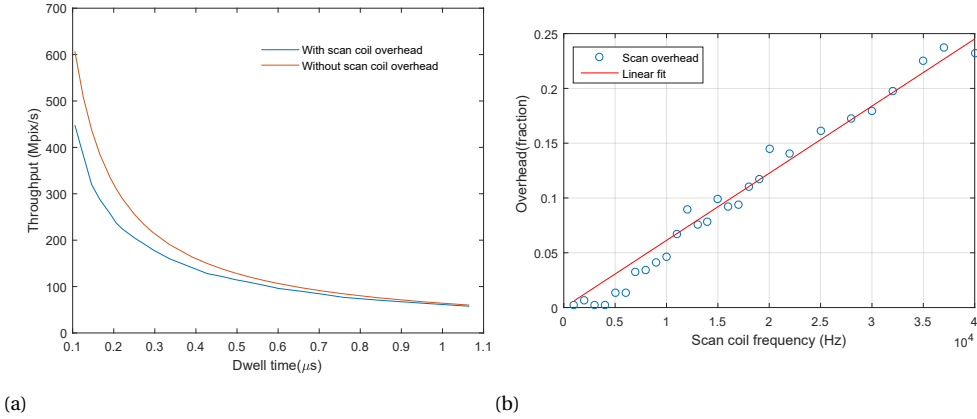 700
600
500
400
300
200
100
0
Throughput (Mpix/s)
With scan coil overhead
Without scan coil overhead
0.1 0.2 0.3 0.4 0.5 0.6 0.7 0.8 0.9 1 1.1
Dwell time(μs)
(a)
0.25
0.2
0.15
0.1
0.05
0
Overhead(fraction)
Scan overhead
Linear fit
0 0.5 1 1.5 2 2.5 3 3.5 4
Scan coil frequency (Hz)
10^4
(b)